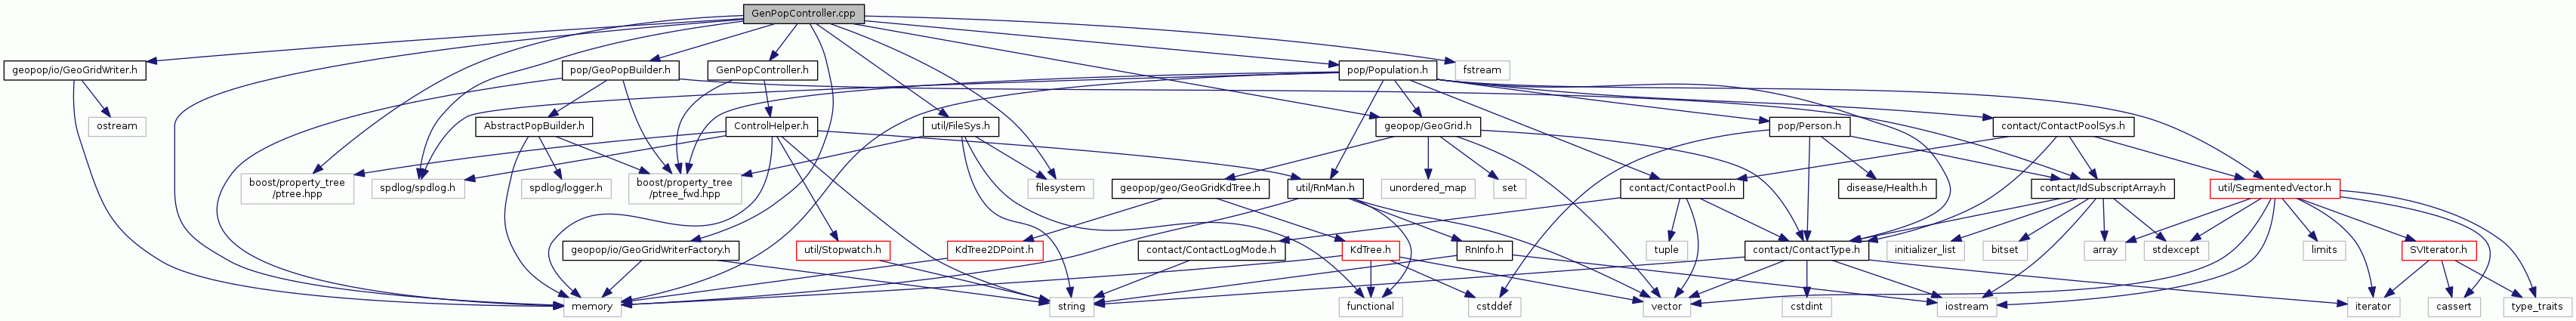 GenPopController.cpp
geopop/io/GeoGridWriter.h
pop/GeoPopBuilder.h
GenPopController.h
pop/Population.h
fstream
ostream
AbstractPopBuilder.h
ControlHelper.h
util/FileSys.h
geopop/GeoGrid.h
pop/Person.h
contact/ContactPoolSys.h
boost/property_tree
/ptree.hpp
spdlog/spdlog.h
spdlog/logger.h
boost/property_tree
/ptree_fwd.hpp
filesystem
geopop/geo/GeoGridKdTree.h
util/RnMan.h
unordered_map
set
contact/ContactPool.h
disease/Health.h
contact/IdSubscriptArray.h
util/SegmentedVector.h
geopop/io/GeoGridWriterFactory.h
util/Stopwatch.h
KdTree2DPoint.h
contact/ContactLogMode.h
KdTree.h
RnInfo.h
tuple
contact/ContactType.h
initializer_list
bitset
array
stdexcept
limits
SVIterator.h
memory
string
functional
cstddef
vector
cstdint
iostream
iterator
cassert
type_traits